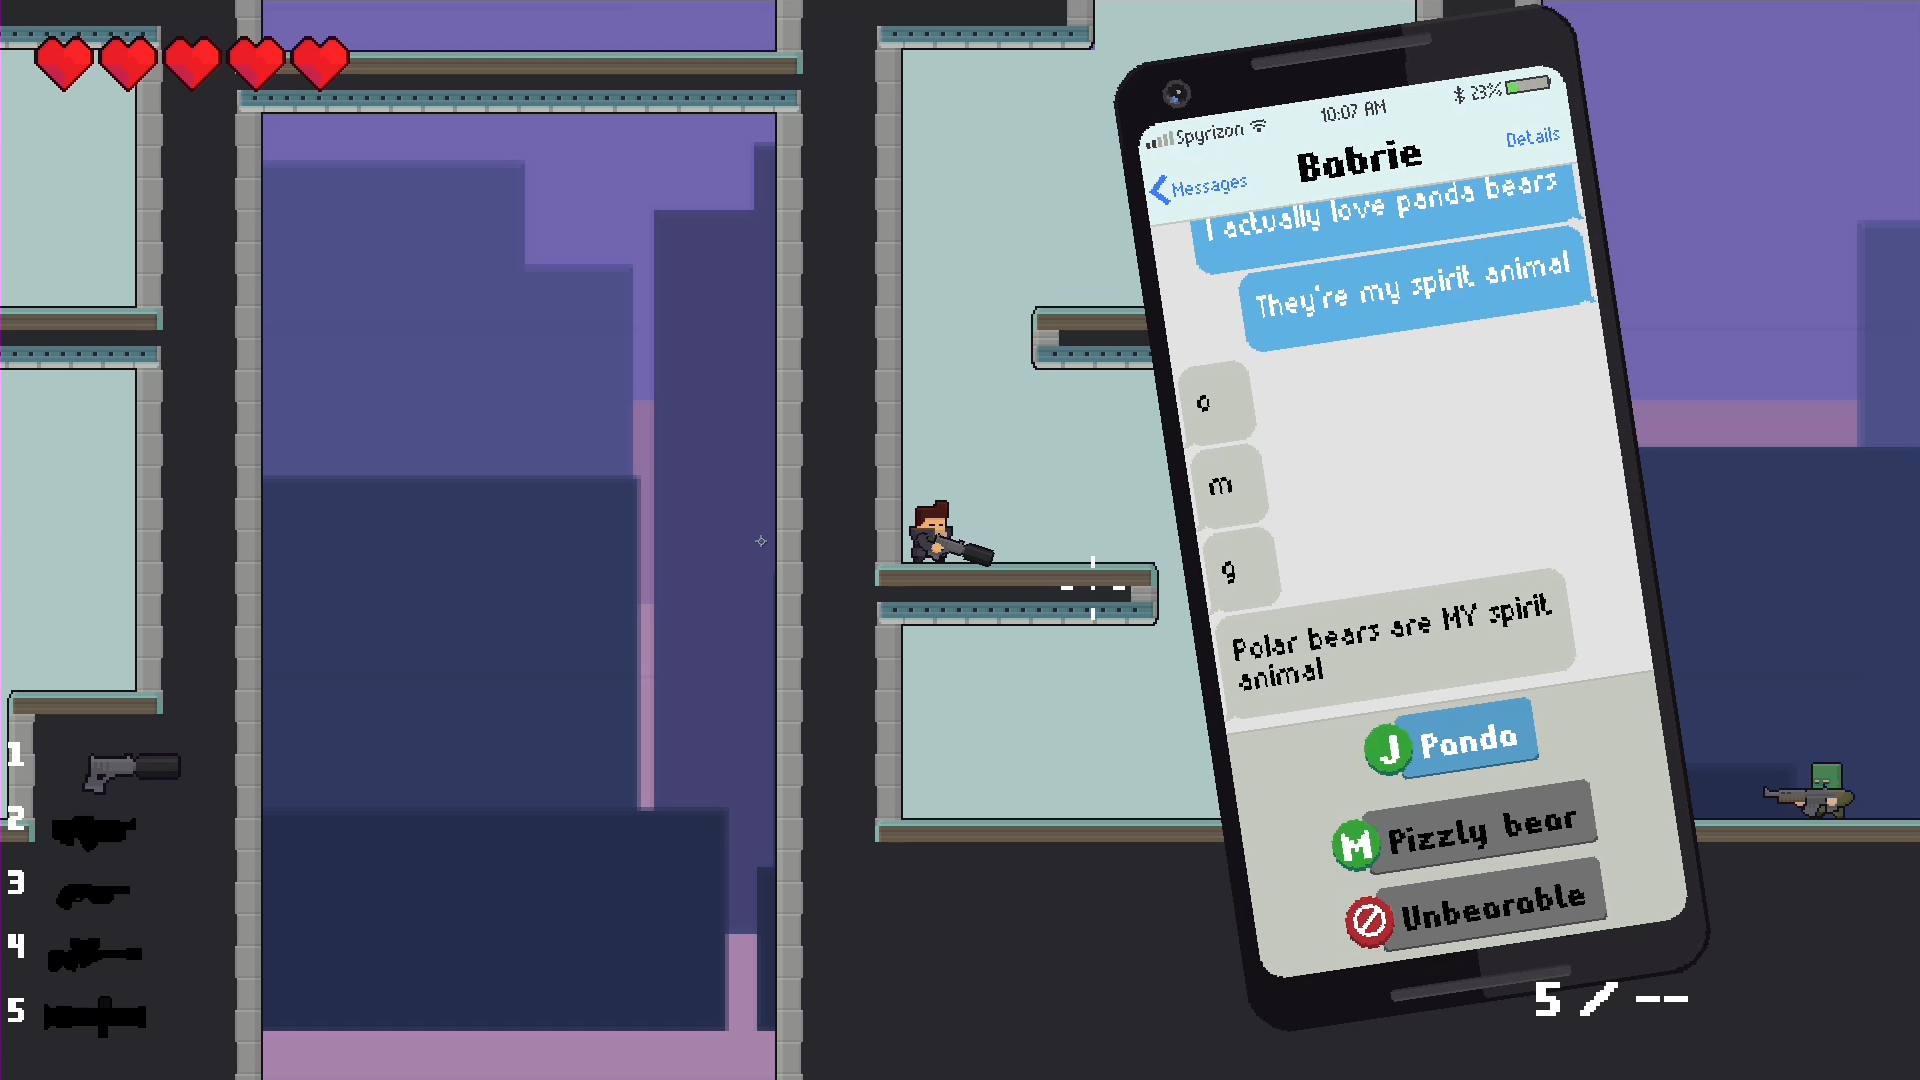 Spyrizon 10:07 AM 23%
Messages Bobrie Details
I actually love panda bears
They're my spirit animal
o
m
g
Polar bears are MY spirit
animal
J Panda
M Pizzly bear
Unbearable
1
2
3
4
5
5 / --